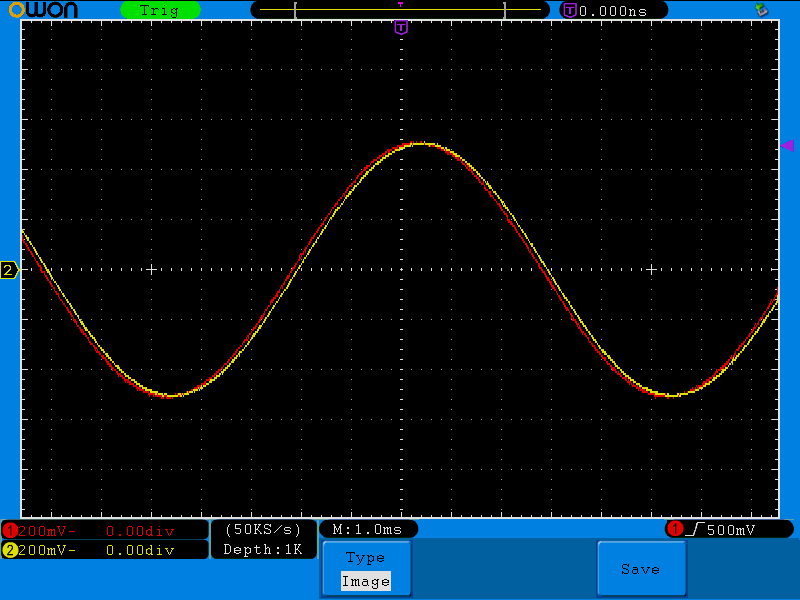 OWON Trig T T 0.000ns
T
2
1 200mV- 0.00div (50KS/s) M:1.0ms 1 500mV
2 200mV- 0.00div Depth:1K
Type
Image
Save